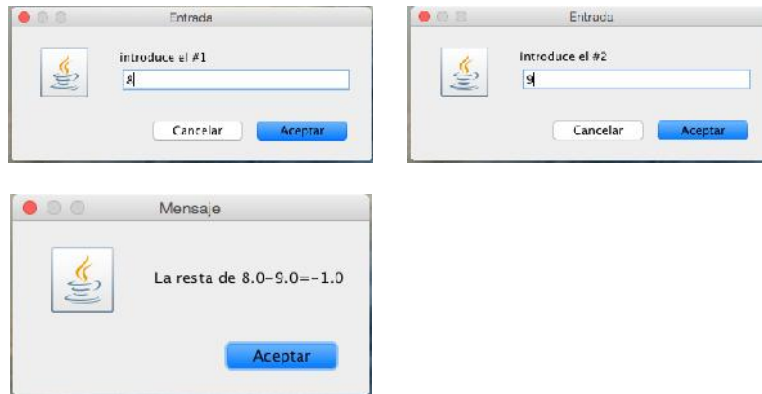 Entrada
introduce el #1
8
Cancelar
Aceptar
Entrada
introduce el #2
9
Cancelar
Aceptar
Mensaje
La resta de 8.0-9.0=-1.0
Aceptar